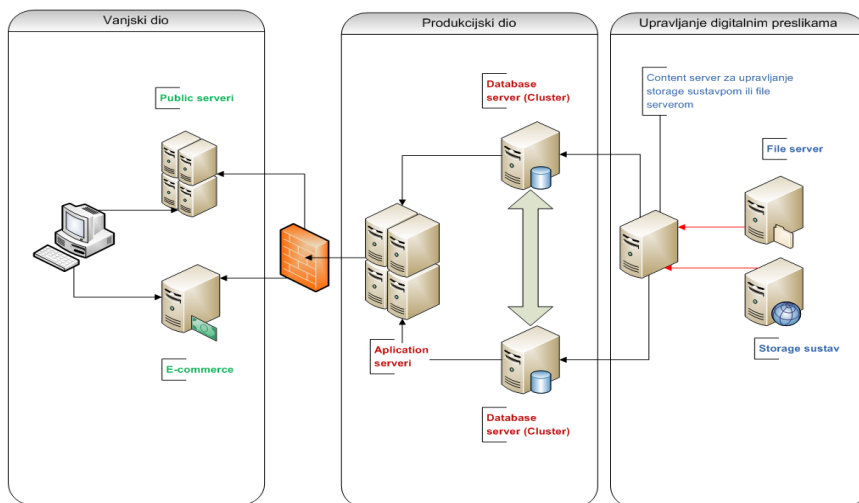 Vanjski dio
Produkcijski dio
Upravljanje digitalnim preslikama
Public serveri
E-commerce
Database
server (Cluster)
Aplication
serveri
Database
server (Cluster)
Content server za upravljanje
storage sustavpom ili file
serverom
File server
Storage sustav